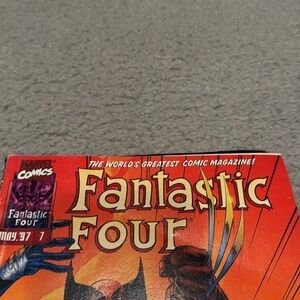 MARVEL
COMICS
THE WORLD'S GREATEST COMIC MAGAZINE!
Fantastic
Four
Fantastic
Four
MAY, '97 7